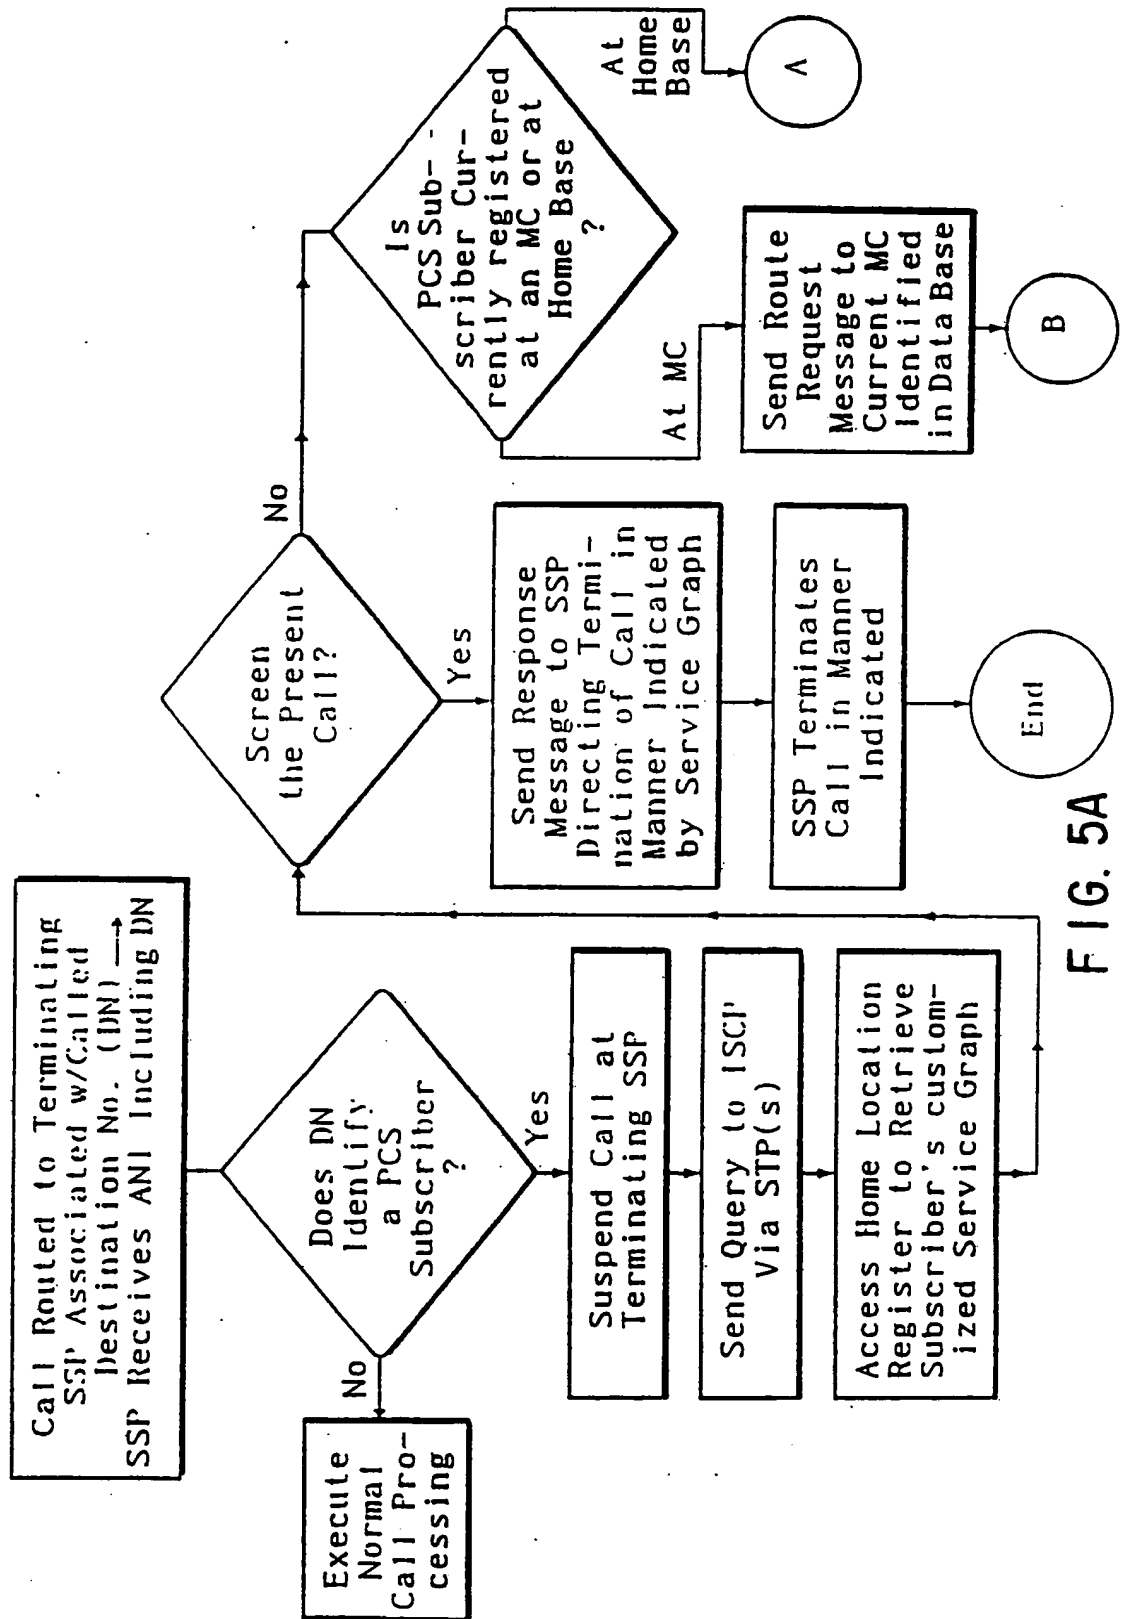 Call Routed to Terminating
SSP Associated w/Called
Destination No. (DN) →
SSP Receives ANI Including DN
Does DN
Identify
a PCS
Subscriber
?
No
Execute
Normal
Call Pro-
cessing
Yes
Suspend Call at
Terminating SSP
Send Query to ISCP
Via STP(s)
Access Home Location
Register to Retrieve
Subscriber's custom-
ized Service Graph
Screen
the Present
Call?
Yes
Send Response
Message to SSP
Directing Termi-
nation of Call in
Manner Indicated
by Service Graph
SSP Terminates
Call in Manner
Indicated
End
No
Is
PCS Sub-
scriber Cur-
rently registered
at an MC or at
Home Base
?
At MC
Send Route
Request
Message to
Current MC
Identified
in Data Base
B
At
Home
Base
A
FIG. 5A